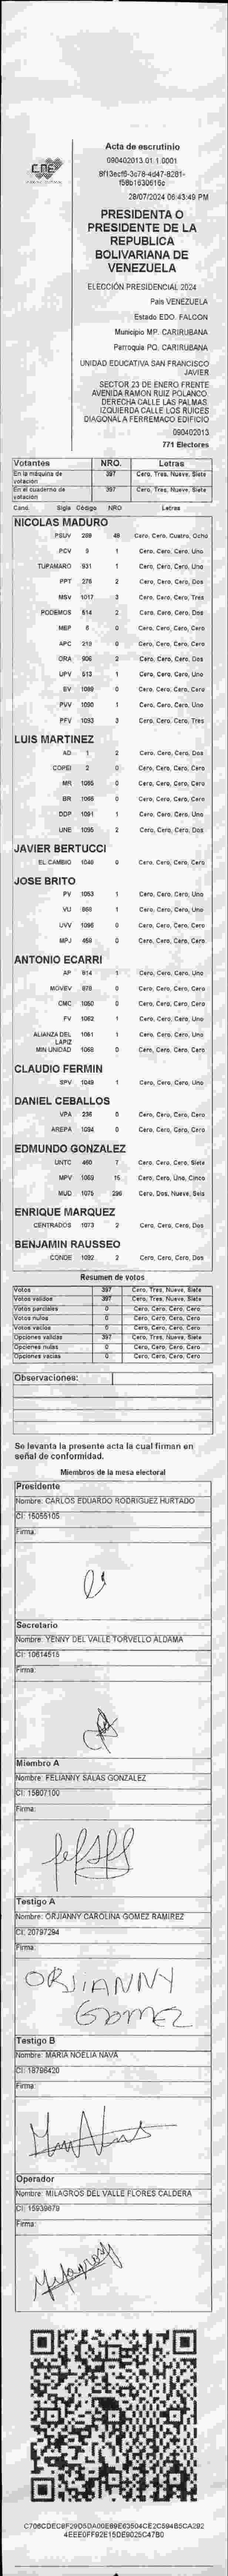 CNE
Acta de escrutinio
090402013.01.1.0001
28/07/2024 06:43:49 PM
PRESIDENTA O
PRESIDENTE DE LA
REPUBLICA
BOLIVARIANA DE
VENEZUELA
ELECCIÓN PRESIDENCIAL 2024
Pais VENEZUELA
Estado EDO. FALCON
Municipio MP. CARIRUBANA
Parroquia PQ. CARIRUBANA
UNIDAD EDUCATIVA SAN FRANCISCO
JAVIER
SECTOR 23 DE ENERO FRENTE
AVENIDA RAMON RUIZ POLANCO.
DERECHA CALLE LAS PALMAS.
IZQUIERDA CALLE LOS RUICES
DIAGONAL A FERREMACO EDIFICIO
090402013
771 Electores
Votantes NRO. Letras
En la máquina de votación 397 Cero, Tres, Nueve, Siete
En el cuaderno de votación 397 Cero, Tres, Nueve, Siete
Cand. Sigla Código NRO Letras
NICOLAS MADURO
PSUV 48 Cero, Cero, Cuatro, Ocho
PCV 1 Cero, Cero, Cero, Uno
TUPAMARO 931 1 Cero, Cero, Cero, Uno
PPT 2 Cero, Cero, Cero, Dos
MSV 1017 3 Cero, Cero, Cero, Tres
PODEMOS 514 2 Cero, Cero, Cero, Dos
MEP 6 0 Cero, Cero, Cero, Cero
APC 0 Cero, Cero, Cero, Cero
ORA 906 2 Cero, Cero, Cero, Dos
UPV 513 1 Cero, Cero, Cero, Uno
EV 1089 0 Cero, Cero, Cero, Cero
PVV 1090 1 Cero, Cero, Cero, Uno
PFV 1093 3 Cero, Cero, Cero, Tres
LUIS MARTINEZ
AD 1 2 Cero, Cero, Cero, Dos
COPEI 2 0 Cero, Cero, Cero, Cero
MR 1065 0 Cero, Cero, Cero, Cero
BR 1066 0 Cero, Cero, Cero, Cero
DDP 1091 1 Cero, Cero, Cero, Uno
UNE 1095 2 Cero, Cero, Cero, Dos
JAVIER BERTUCCI
EL CAMBIO 1040 0 Cero, Cero, Cero, Cero
JOSE BRITO
PV 1053 1 Cero, Cero, Cero, Uno
VU 1 Cero, Cero, Cero, Uno
UVV 1096 0 Cero, Cero, Cero, Cero
MPJ 459 0 Cero, Cero, Cero, Cero
ANTONIO ECARRI
AP 814 1 Cero, Cero, Cero, Uno
MOVEV 0 Cero, Cero, Cero, Cero
CMC 1050 0 Cero, Cero, Cero, Cero
FV 1062 1 Cero, Cero, Cero, Uno
ALIANZA DEL LAPIZ 1061 1 Cero, Cero, Cero, Uno
MIN UNIDAD 1068 0 Cero, Cero, Cero, Cero
CLAUDIO FERMIN
SPV 1049 1 Cero, Cero, Cero, Uno
DANIEL CEBALLOS
VPA 236 0 Cero, Cero, Cero, Cero
AREPA 1094 0 Cero, Cero, Cero, Cero
EDMUNDO GONZALEZ
UNTC 460 7 Cero, Cero, Cero, Siete
MPV 1069 15 Cero, Cero, Uno, Cinco
MUD 1075 296 Cero, Dos, Nueve, Seis
ENRIQUE MARQUEZ
CENTRADOS 1073 2 Cero, Cero, Cero, Dos
BENJAMIN RAUSSEO
CONDE 1092 2 Cero, Cero, Cero, Dos
Resumen de votos
Votos 397 Cero, Tres, Nueve, Siete
Votos validos 397 Cero, Tres, Nueve, Siete
Votos parciales 0 Cero, Cero, Cero, Cero
Votos nulos 0 Cero, Cero, Cero, Cero
Votos vacios 0 Cero, Cero, Cero, Cero
Opciones validas 397 Cero, Tres, Nueve, Siete
Opciones nulas 0 Cero, Cero, Cero, Cero
Opciones vacias 0 Cero, Cero, Cero, Cero
Observaciones:
Se levanta la presente acta la cual firman en
señal de conformidad.
Miembros de la mesa electoral
Presidente
Nombre: CARLOS EDUARDO RODRIGUEZ HURTADO
CI: 15055105
Firma:
Secretario
Nombre: YENNY DEL VALLE TORVELLO ALDAMA
CI: 10614515
Firma:
Miembro A
Nombre: FELIANNY SALAS GONZALEZ
CI: 15807100
Firma:
Testigo A
Nombre: ORJIANNY CAROLINA GOMEZ RAMIREZ
CI: 20797294
Firma:
ORJIANNY
GOMEZ
Testigo B
Nombre: MARIA NOELIA NAVA
CI: 18796420
Firma:
Operador
Nombre: MILAGROS DEL VALLE FLORES CALDERA
CI: 15939679
Firma:
Milagros